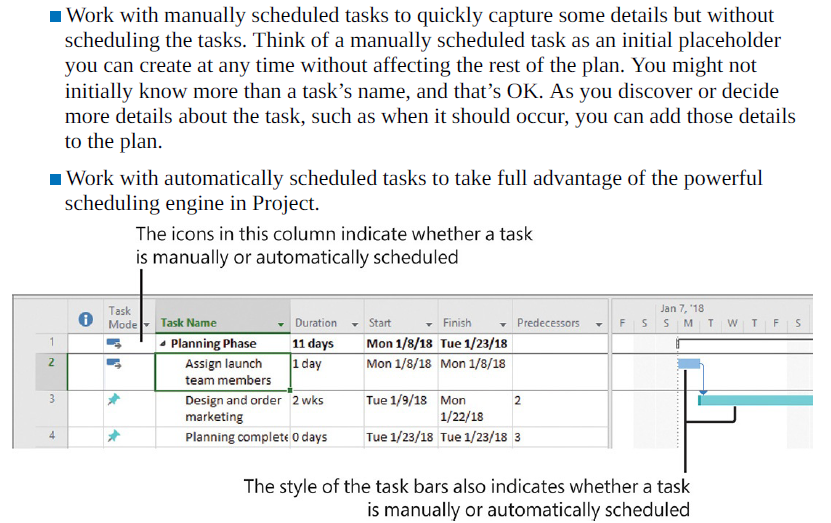 Work with manually scheduled tasks to quickly capture some details but without
scheduling the tasks. Think of a manually scheduled task as an initial placeholder
you can create at any time without affecting the rest of the plan. You might not
initially know more than a task’s name, and that’s OK. As you discover or decide
more details about the task, such as when it should occur, you can add those details
to the plan.
Work with automatically scheduled tasks to take full advantage of the powerful
scheduling engine in Project.
The icons in this column indicate whether a task
is manually or automatically scheduled
Task Mode Task Name Duration Start Finish Predecessors
Jan 7, '18
F S S M T W T F S
1 Planning Phase 11 days Mon 1/8/18 Tue 1/23/18
2 Assign launch team members 1 day Mon 1/8/18 Mon 1/8/18
3 Design and order marketing 2 wks Tue 1/9/18 Mon 1/22/18 2
4 Planning complete 0 days Tue 1/23/18 Tue 1/23/18 3
The style of the task bars also indicates whether a task
is manually or automatically scheduled